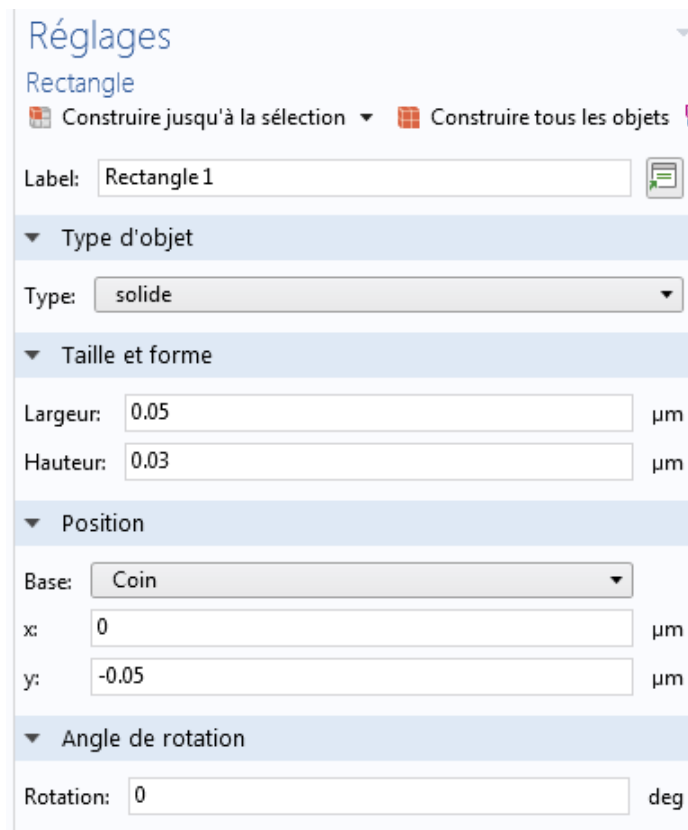 Réglages
Rectangle
Construire jusqu'à la sélection Construire tous les objets
Label: Rectangle 1
Type d'objet
Type: solide
Taille et forme
Largeur: 0.05 µm
Hauteur: 0.03 µm
Position
Base: Coin
x: 0 µm
y: -0.05 µm
Angle de rotation
Rotation: 0 deg